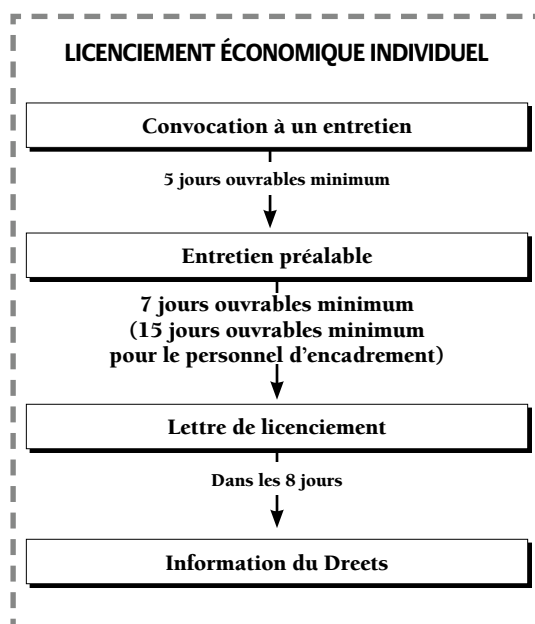 LICENCIEMENT ÉCONOMIQUE INDIVIDUEL
Convocation à un entretien
5 jours ouvrables minimum
Entretien préalable
7 jours ouvrables minimum
(15 jours ouvrables minimum
pour le personnel d'encadrement)
Lettre de licenciement
Dans les 8 jours
Information du Dreets